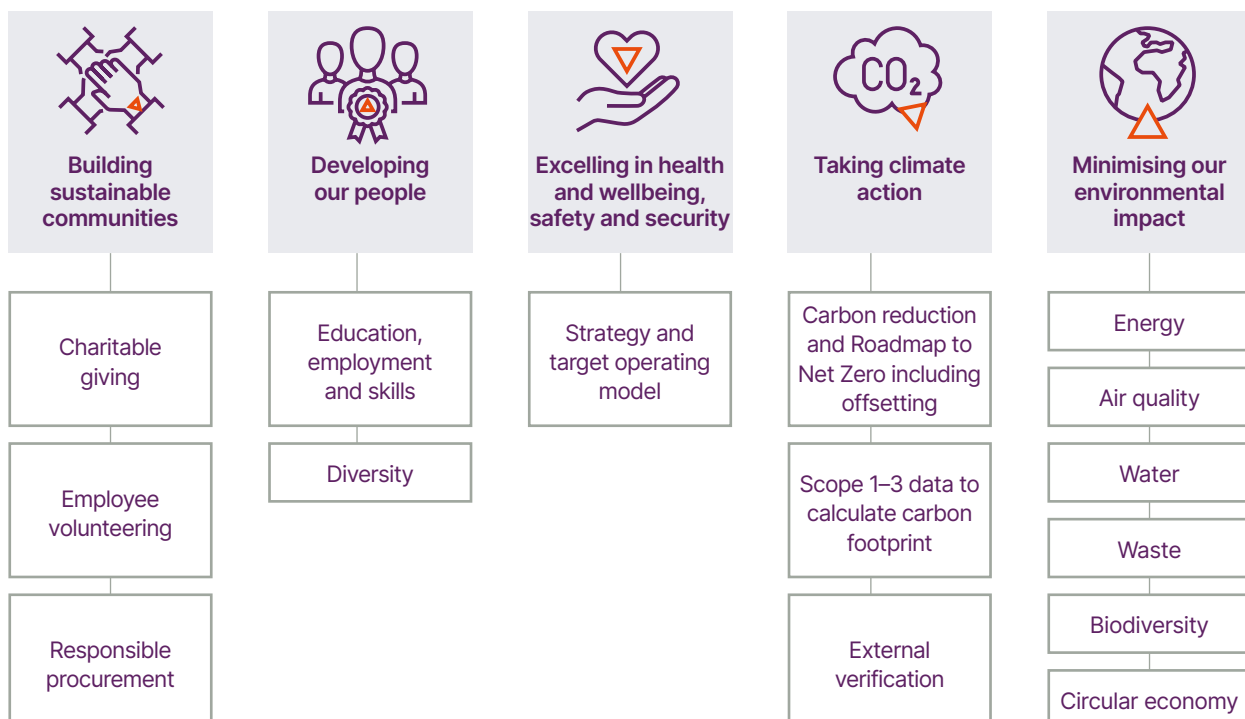 Building
sustainable
communities
Charitable
giving
Employee
volunteering
Responsible
procurement
Developing
our people
Education,
employment
and skills
Diversity
Excelling in health
and wellbeing,
safety and security
Strategy and
target operating
model
CO₂
Taking climate
action
Carbon reduction
and Roadmap to
Net Zero including
offsetting
Scope 1–3 data to
calculate carbon
footprint
External
verification
Minimising our
environmental
impact
Energy
Air quality
Water
Waste
Biodiversity
Circular economy